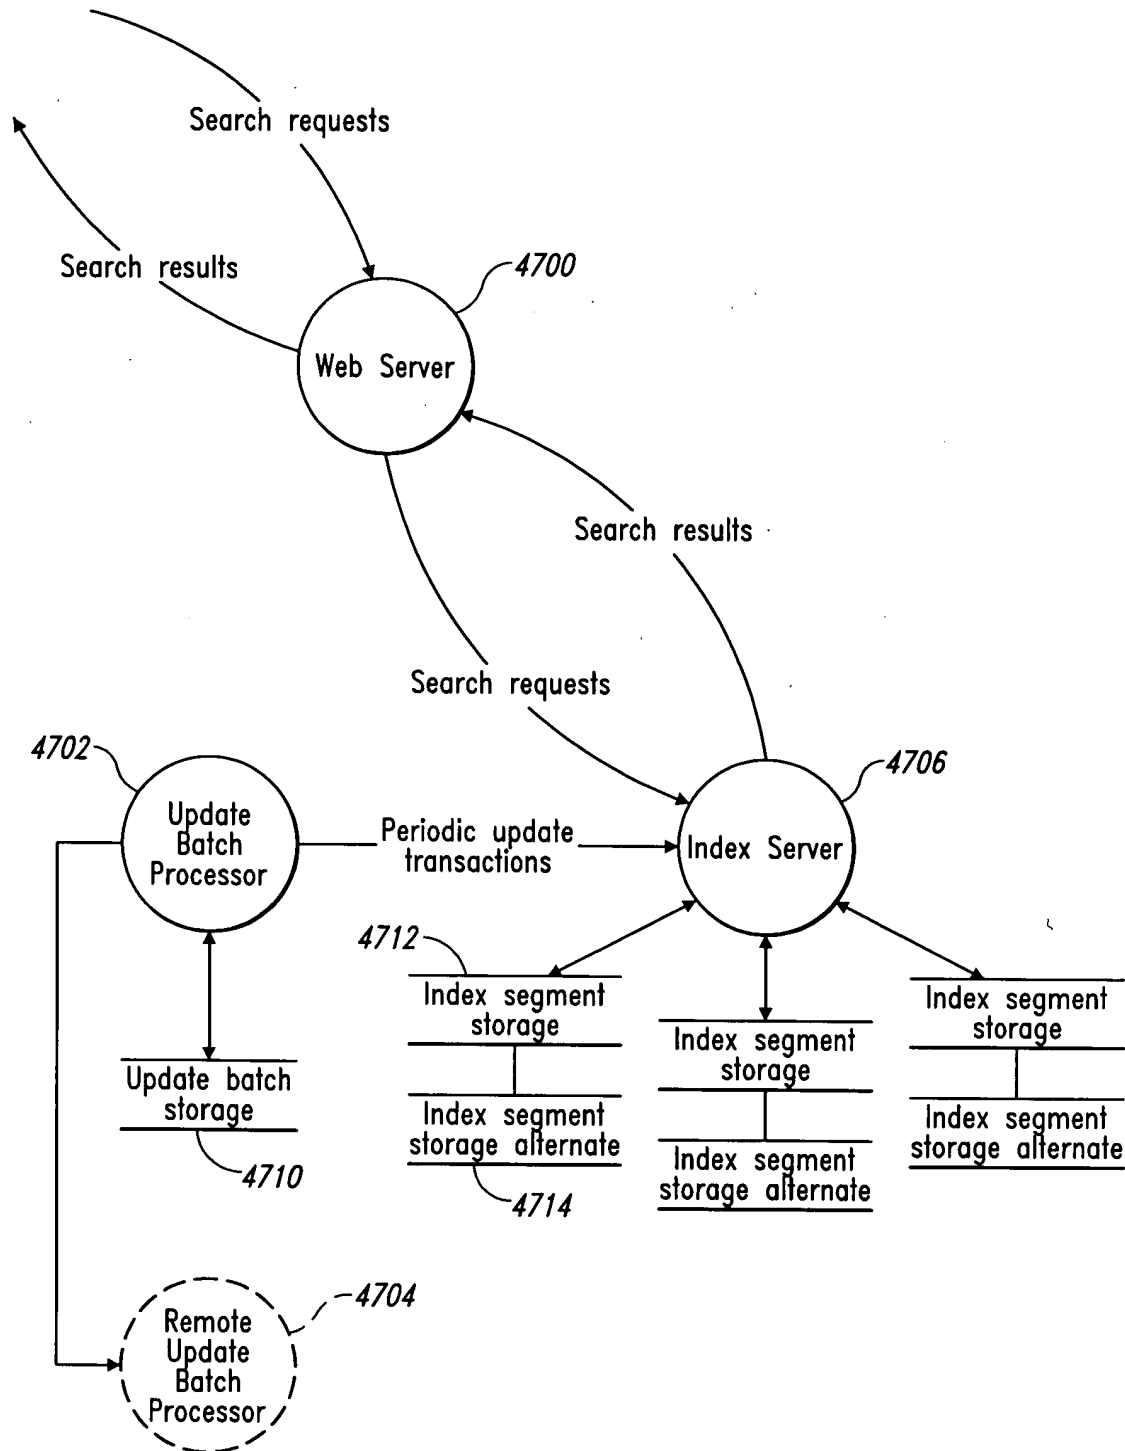 Search requests
Search results
4700
Web Server
Search results
Search requests
4702
4706
Update
Batch
Processor
Periodic update
transactions
Index Server
4712
Index segment
storage
Index segment
storage
Index segment
storage
Update batch
storage
Index segment
storage alternate
Index segment
storage alternate
Index segment
storage alternate
4710
4714
4704
Remote
Update
Batch
Processor